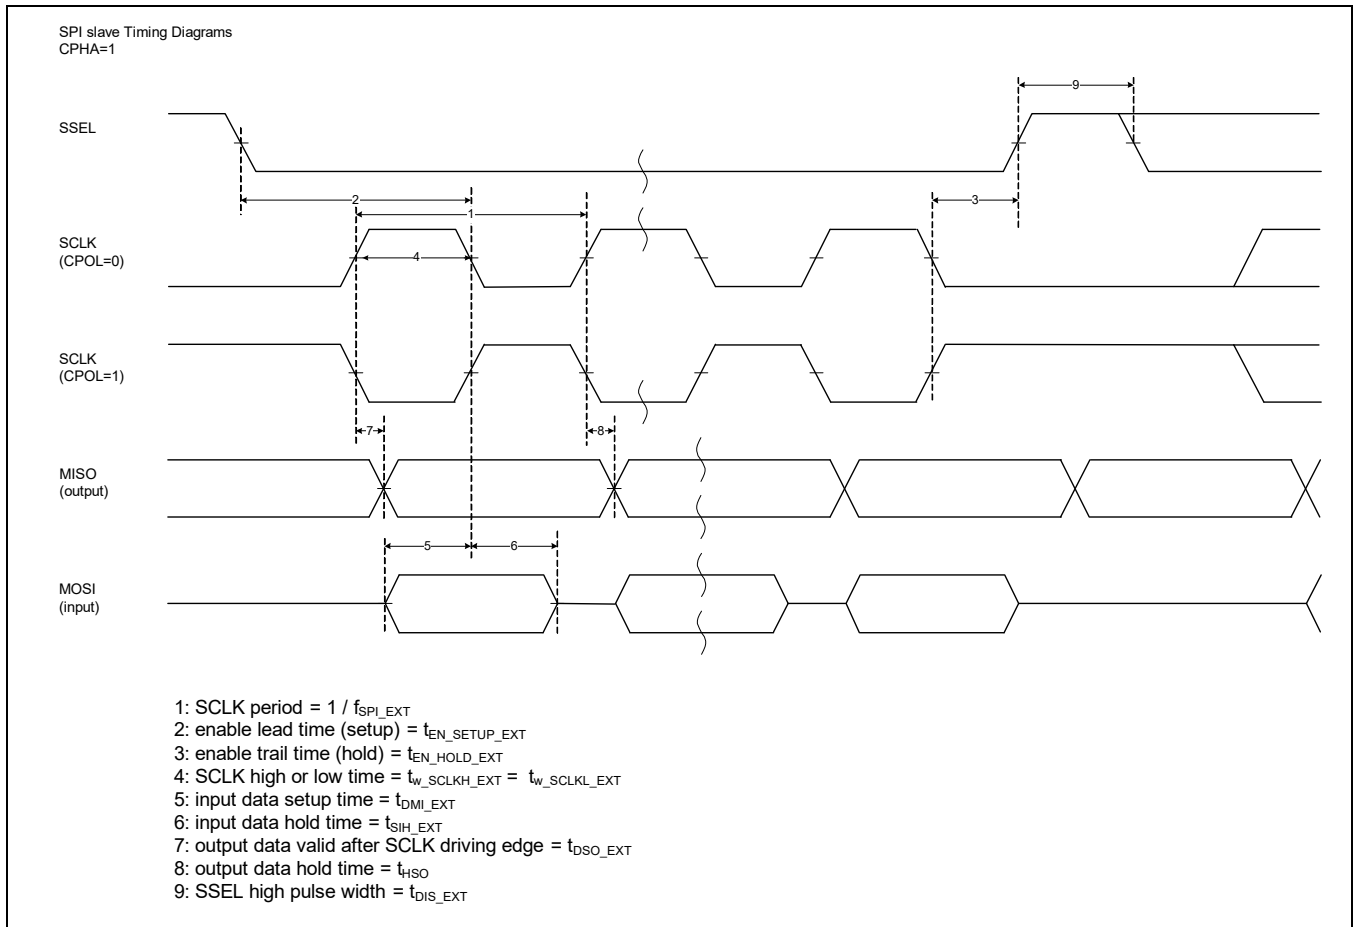 SPI slave Timing Diagrams
CPHA=1
9
SSEL
2
1
3
SCLK
(CPOL=0)
4
SCLK
(CPOL=1)
7
8
MISO
(output)
5
6
MOSI
(input)
1: SCLK period = 1 / fSPI_EXT
2: enable lead time (setup) = tEN_SETUP_EXT
3: enable trail time (hold) = tEN_HOLD_EXT
4: SCLK high or low time = tw_SCLKH_EXT = tw_SCLKL_EXT
5: input data setup time = tDMI_EXT
6: input data hold time = tSIH_EXT
7: output data valid after SCLK driving edge = tDSO_EXT
8: output data hold time = tHSO
9: SSEL high pulse width = tDIS_EXT